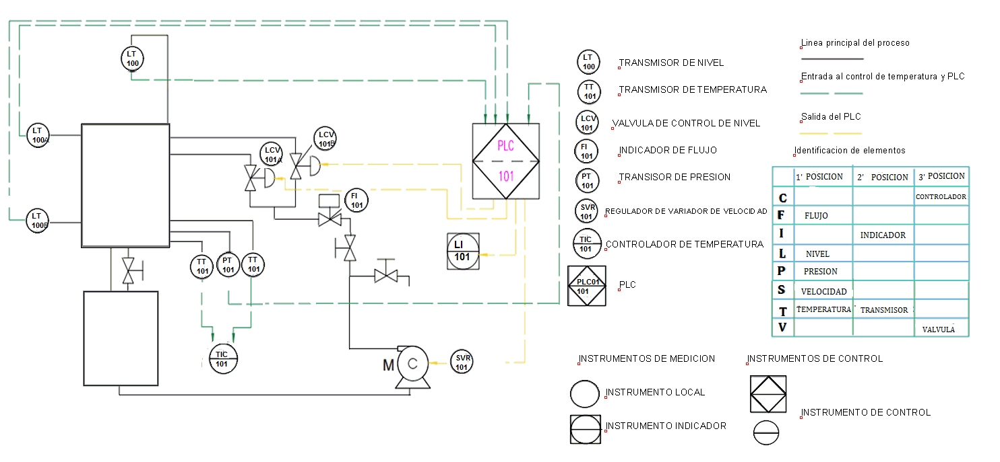 LT
100
LT
100A
LT
100B
LCV
101A
LCV
101B
FI
101
PLC
101
LI
101
TT
101
PT
101
TT
101
TIC
101
M
C
SVR
101
LT
100
TRANSMISOR DE NIVEL
TT
101
TRANSMISOR DE TEMPERATURA
LCV
101
VALVULA DE CONTROL DE NIVEL
FI
101
INDICADOR DE FLUJO
PT
101
TRANSISOR DE PRESION
SVR
101
REGULADOR DE VARIADOR DE VELOCIDAD
TIC
101
CONTROLADOR DE TEMPERATURA
PLC01
101
PLC
Linea principal del proceso
Entrada al control de temperatura y PLC
Salida del PLC
Identificacion de elementos
1' POSICION 2' POSICION 3' POSICION
C CONTROLADOR
F FLUJO
I INDICADOR
L NIVEL
P PRESION
S VELOCIDAD
T TEMPERATURA TRANSMISOR
V VALVULA
INSTRUMENTOS DE MEDICION
INSTRUMENTO LOCAL
INSTRUMENTO INDICADOR
INSTRUMENTOS DE CONTROL
INSTRUMENTO DE CONTROL